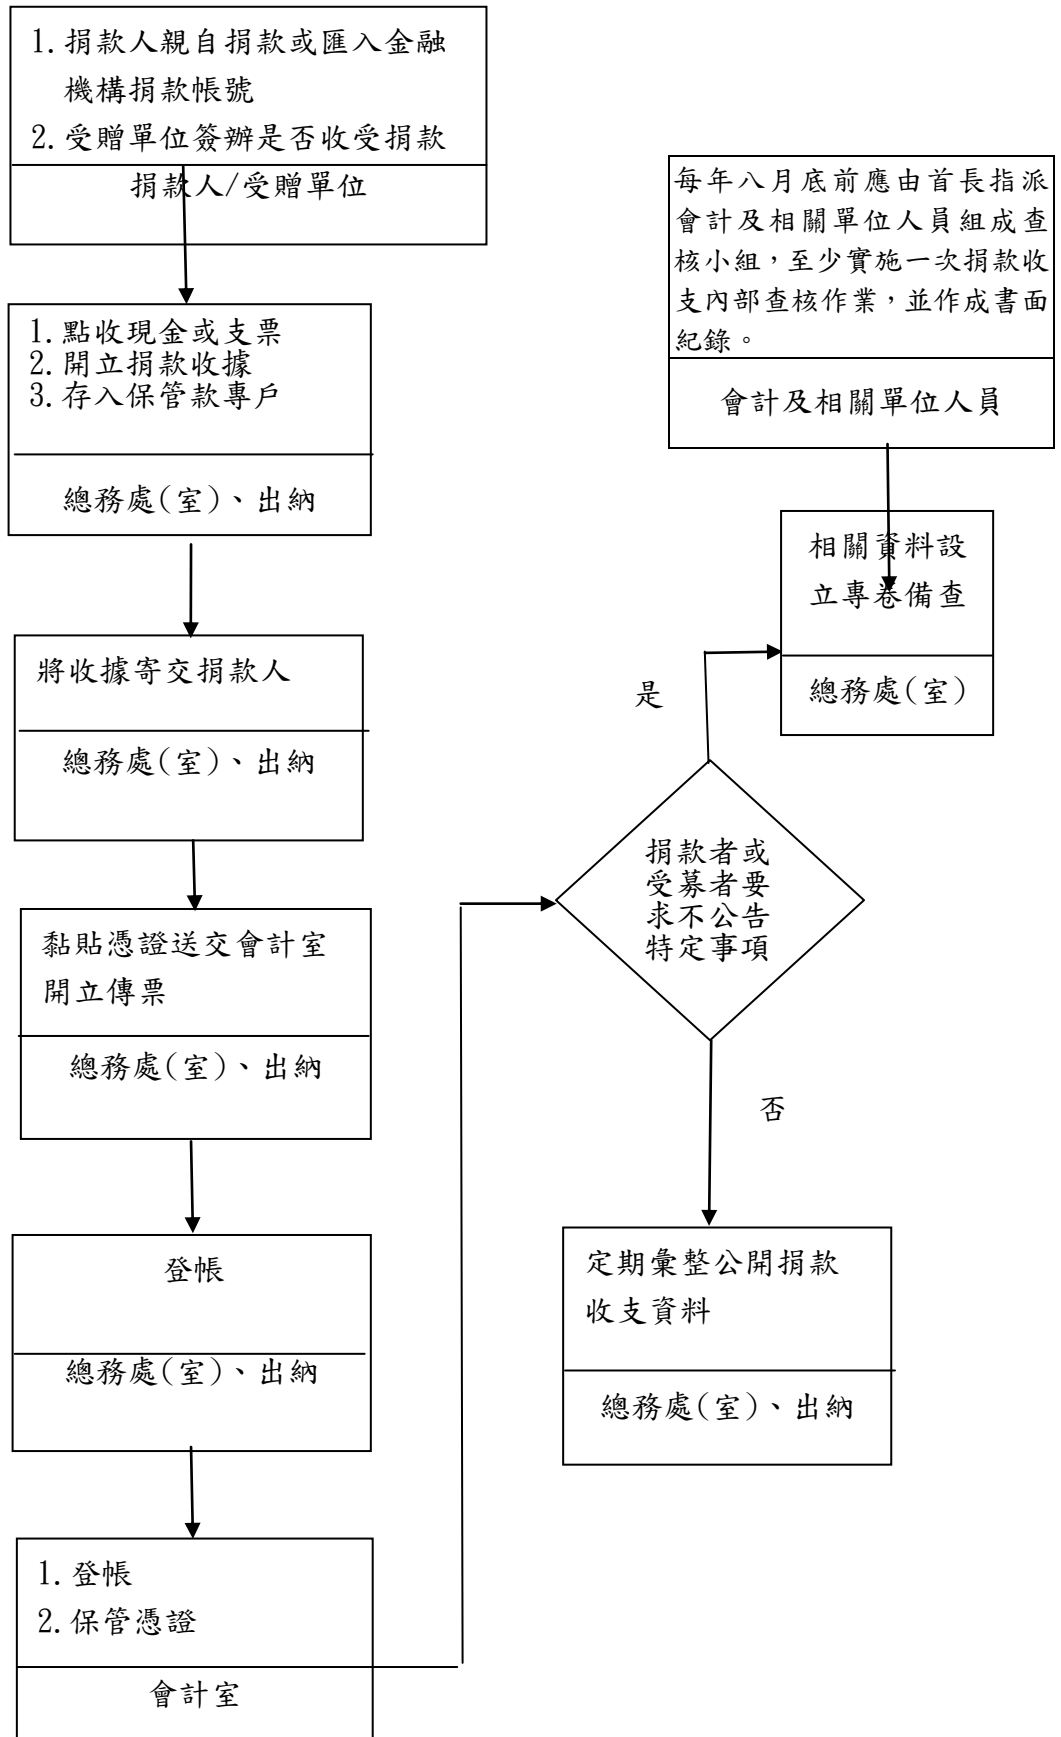 1.捐款人親自捐款或匯入金融
機構捐款帳號
2.受贈單位簽辦是否收受捐款
捐款人/受贈單位
1.點收現金或支票
2.開立捐款收據
3.存入保管款專戶
總務處(室)、出納
將收據寄交捐款人
總務處(室)、出納
黏貼憑證送交會計室
開立傳票
總務處(室)、出納
登帳
總務處(室)、出納
1.登帳
2.保管憑證
會計室
每年八月底前應由首長指派
會計及相關單位人員組成查
核小組，至少實施一次捐款收
支內部查核作業，並作成書面
紀錄。
會計及相關單位人員
相關資料設
立專卷備查
總務處(室)
是
捐款者或
受募者要
求不公告
特定事項
否
定期彙整公開捐款
收支資料
總務處(室)、出納